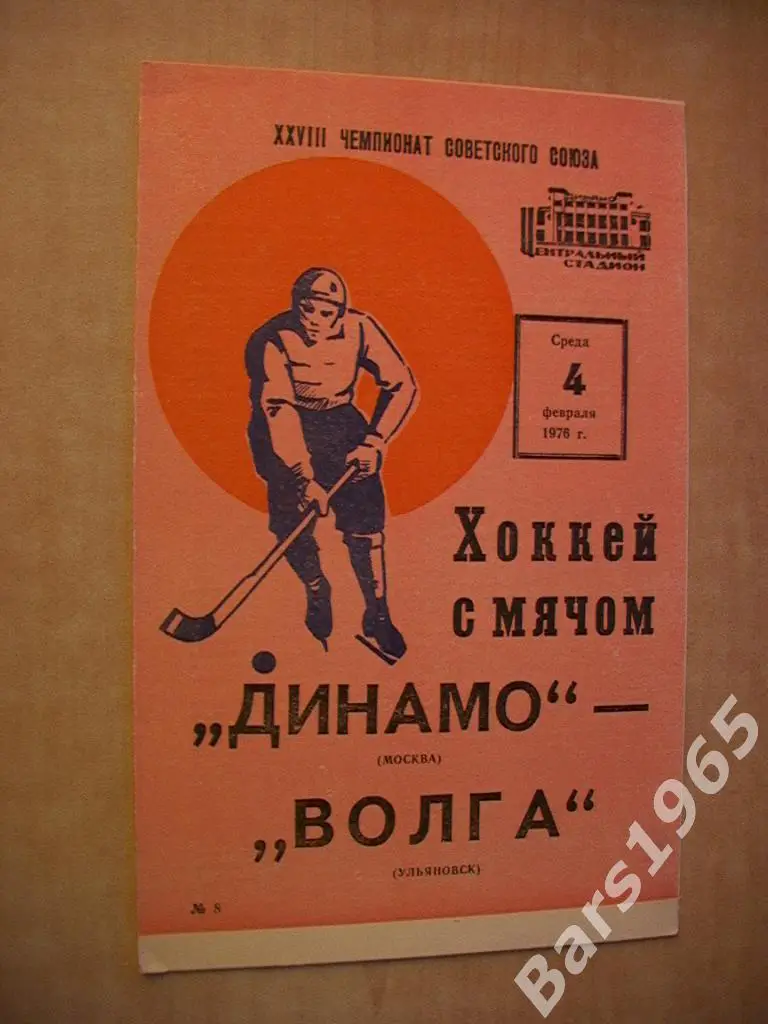 XXVIII ЧЕМПИОНАТ СОВЕТСКОГО СОЮЗА
ДИНАМО
ЦЕНТРАЛЬНЫЙ
СТАДИОН
Среда
4
февраля
1976 г.
Хоккей
с мячом
„ДИНАМО“ —
(МОСКВА)
„ВОЛГА“
(УЛЬЯНОВСК)
№ 8
Bars1965